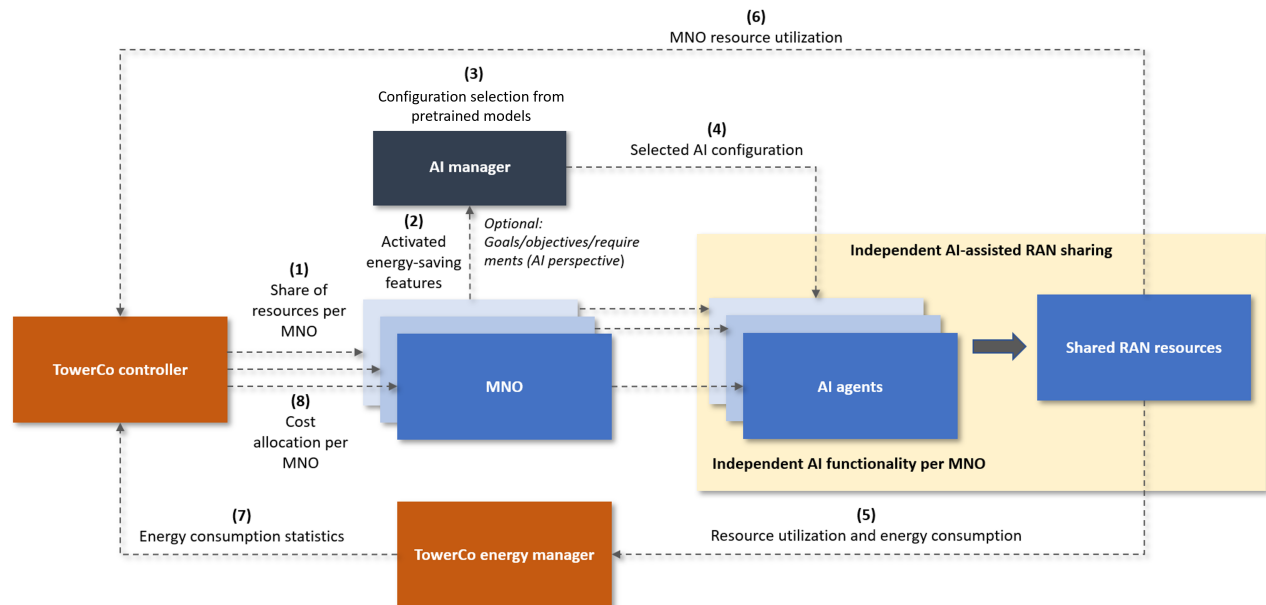 (6)
MNO resource utilization
(3)
Configuration selection from
pretrained models
AI manager
(4)
Selected AI configuration
(2)
Activated
energy-saving
features
Optional:
Goals/objectives/require
ments (AI perspective)
Independent AI-assisted RAN sharing
(1)
Share of
resources per
MNO
TowerCo controller
MNO
AI agents
Shared RAN resources
(8)
Cost
allocation per
MNO
Independent AI functionality per MNO
(7)
Energy consumption statistics
TowerCo energy manager
(5)
Resource utilization and energy consumption